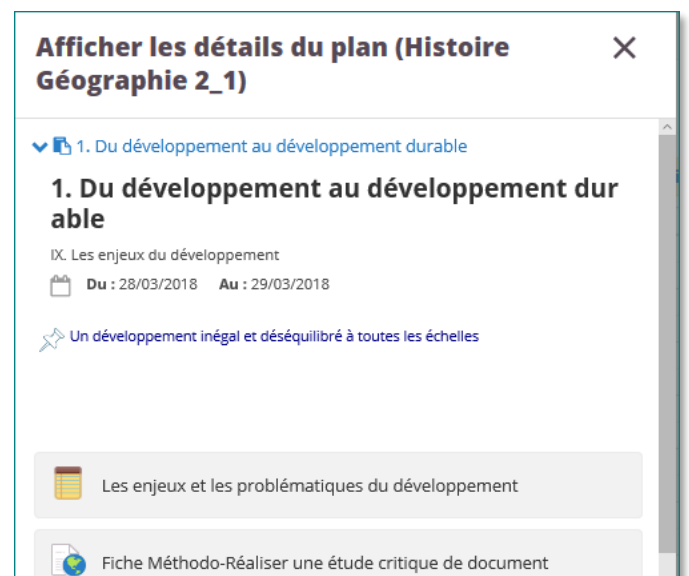 Afficher les détails du plan (Histoire
Géographie 2_1)
1. Du développement au développement durable
1. Du développement au développement dur
able
IX. Les enjeux du développement
Du : 28/03/2018 Au : 29/03/2018
Un développement inégal et déséquilibré à toutes les échelles
Les enjeux et les problématiques du développement
Fiche Méthodo-Réaliser une étude critique de document